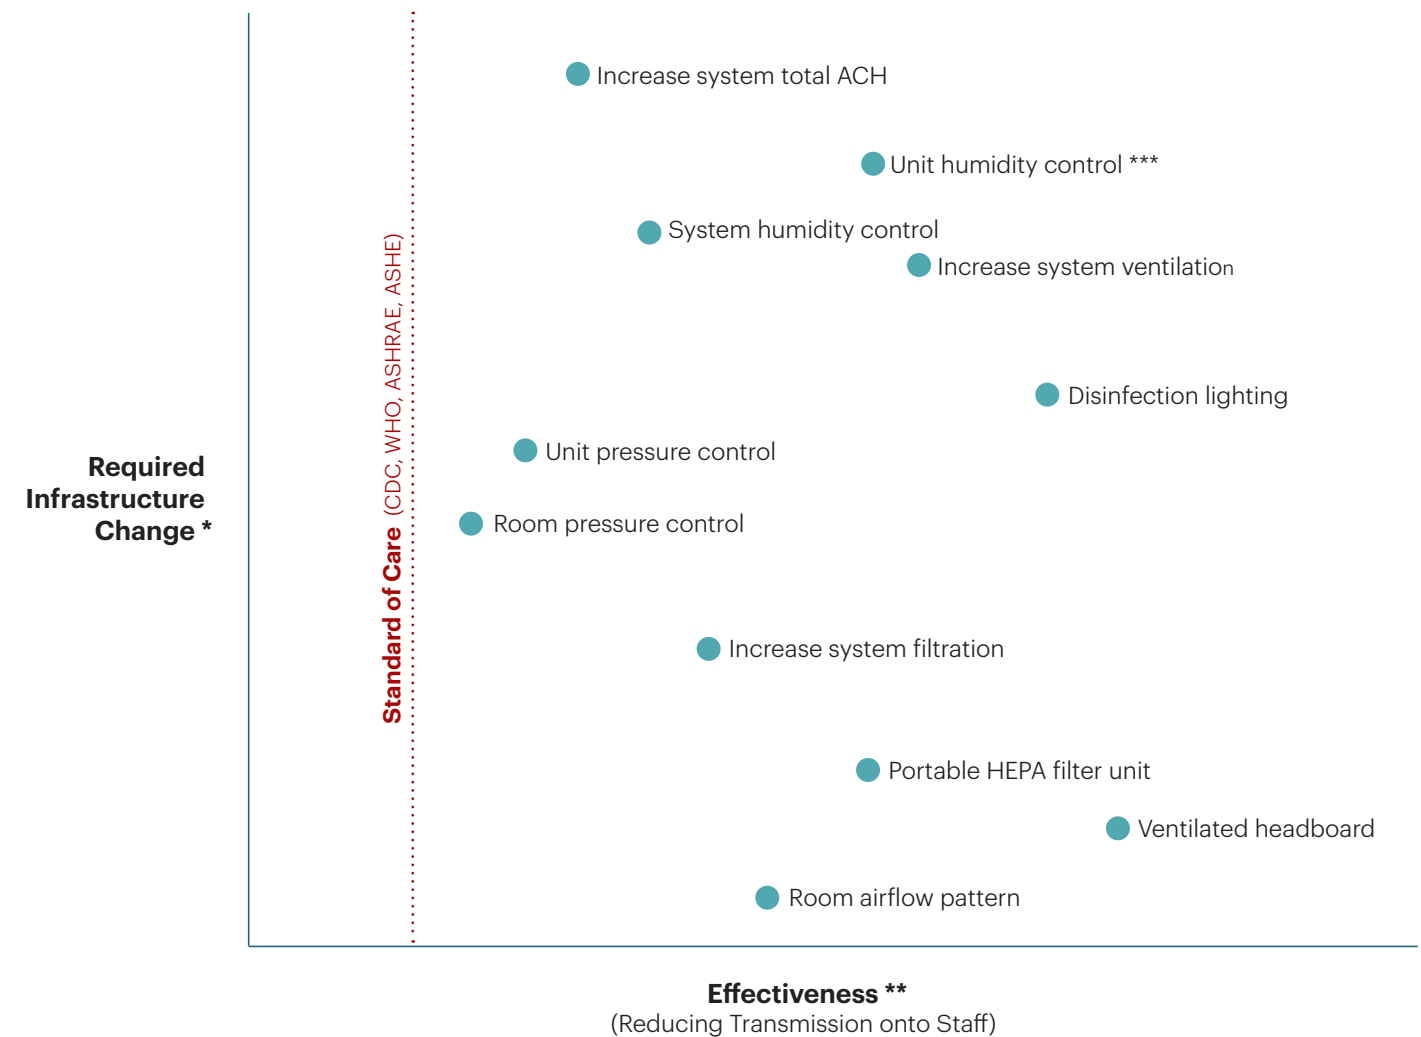 Increase system total ACH
Unit humidity control ***
System humidity control
Increase system ventilation
Disinfection lighting
Unit pressure control
Room pressure control
Increase system filtration
Portable HEPA filter unit
Ventilated headboard
Room airflow pattern
Standard of Care (CDC, WHO, ASHRAE, ASHE)
Required
Infrastructure
Change *
Effectiveness **
(Reducing Transmission onto Staff)